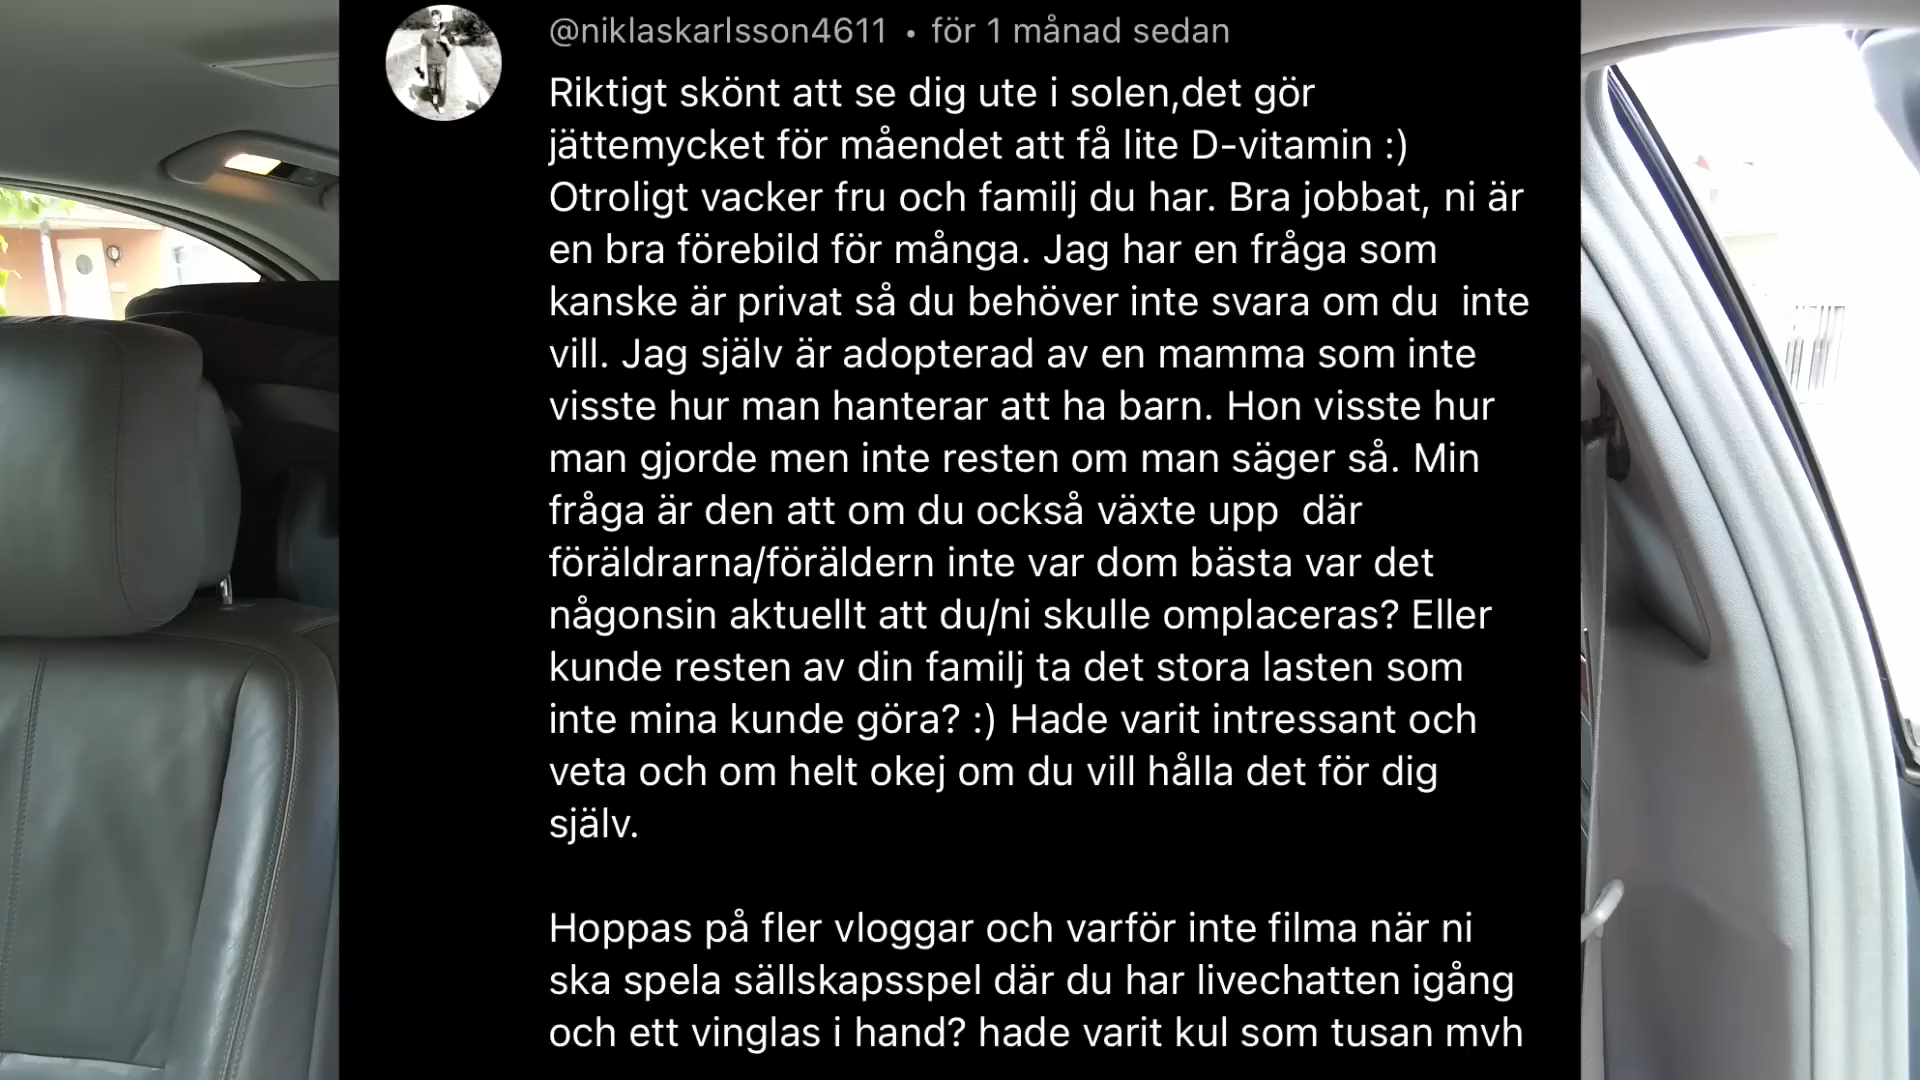 @niklaskarlsson4611 • för 1 månad sedan
Riktigt skönt att se dig ute i solen,det gör
jättemycket för måendet att få lite D-vitamin :)
Otroligt vacker fru och familj du har. Bra jobbat, ni är
en bra förebild för många. Jag har en fråga som
kanske är privat så du behöver inte svara om du  inte
vill. Jag själv är adopterad av en mamma som inte
visste hur man hanterar att ha barn. Hon visste hur
man gjorde men inte resten om man säger så. Min
fråga är den att om du också växte upp  där
föräldrarna/föräldern inte var dom bästa var det
någonsin aktuellt att du/ni skulle omplaceras? Eller
kunde resten av din familj ta det stora lasten som
inte mina kunde göra? :) Hade varit intressant och
veta och om helt okej om du vill hålla det för dig
själv.
Hoppas på fler vloggar och varför inte filma när ni
ska spela sällskapsspel där du har livechatten igång
och ett vinglas i hand? hade varit kul som tusan mvh